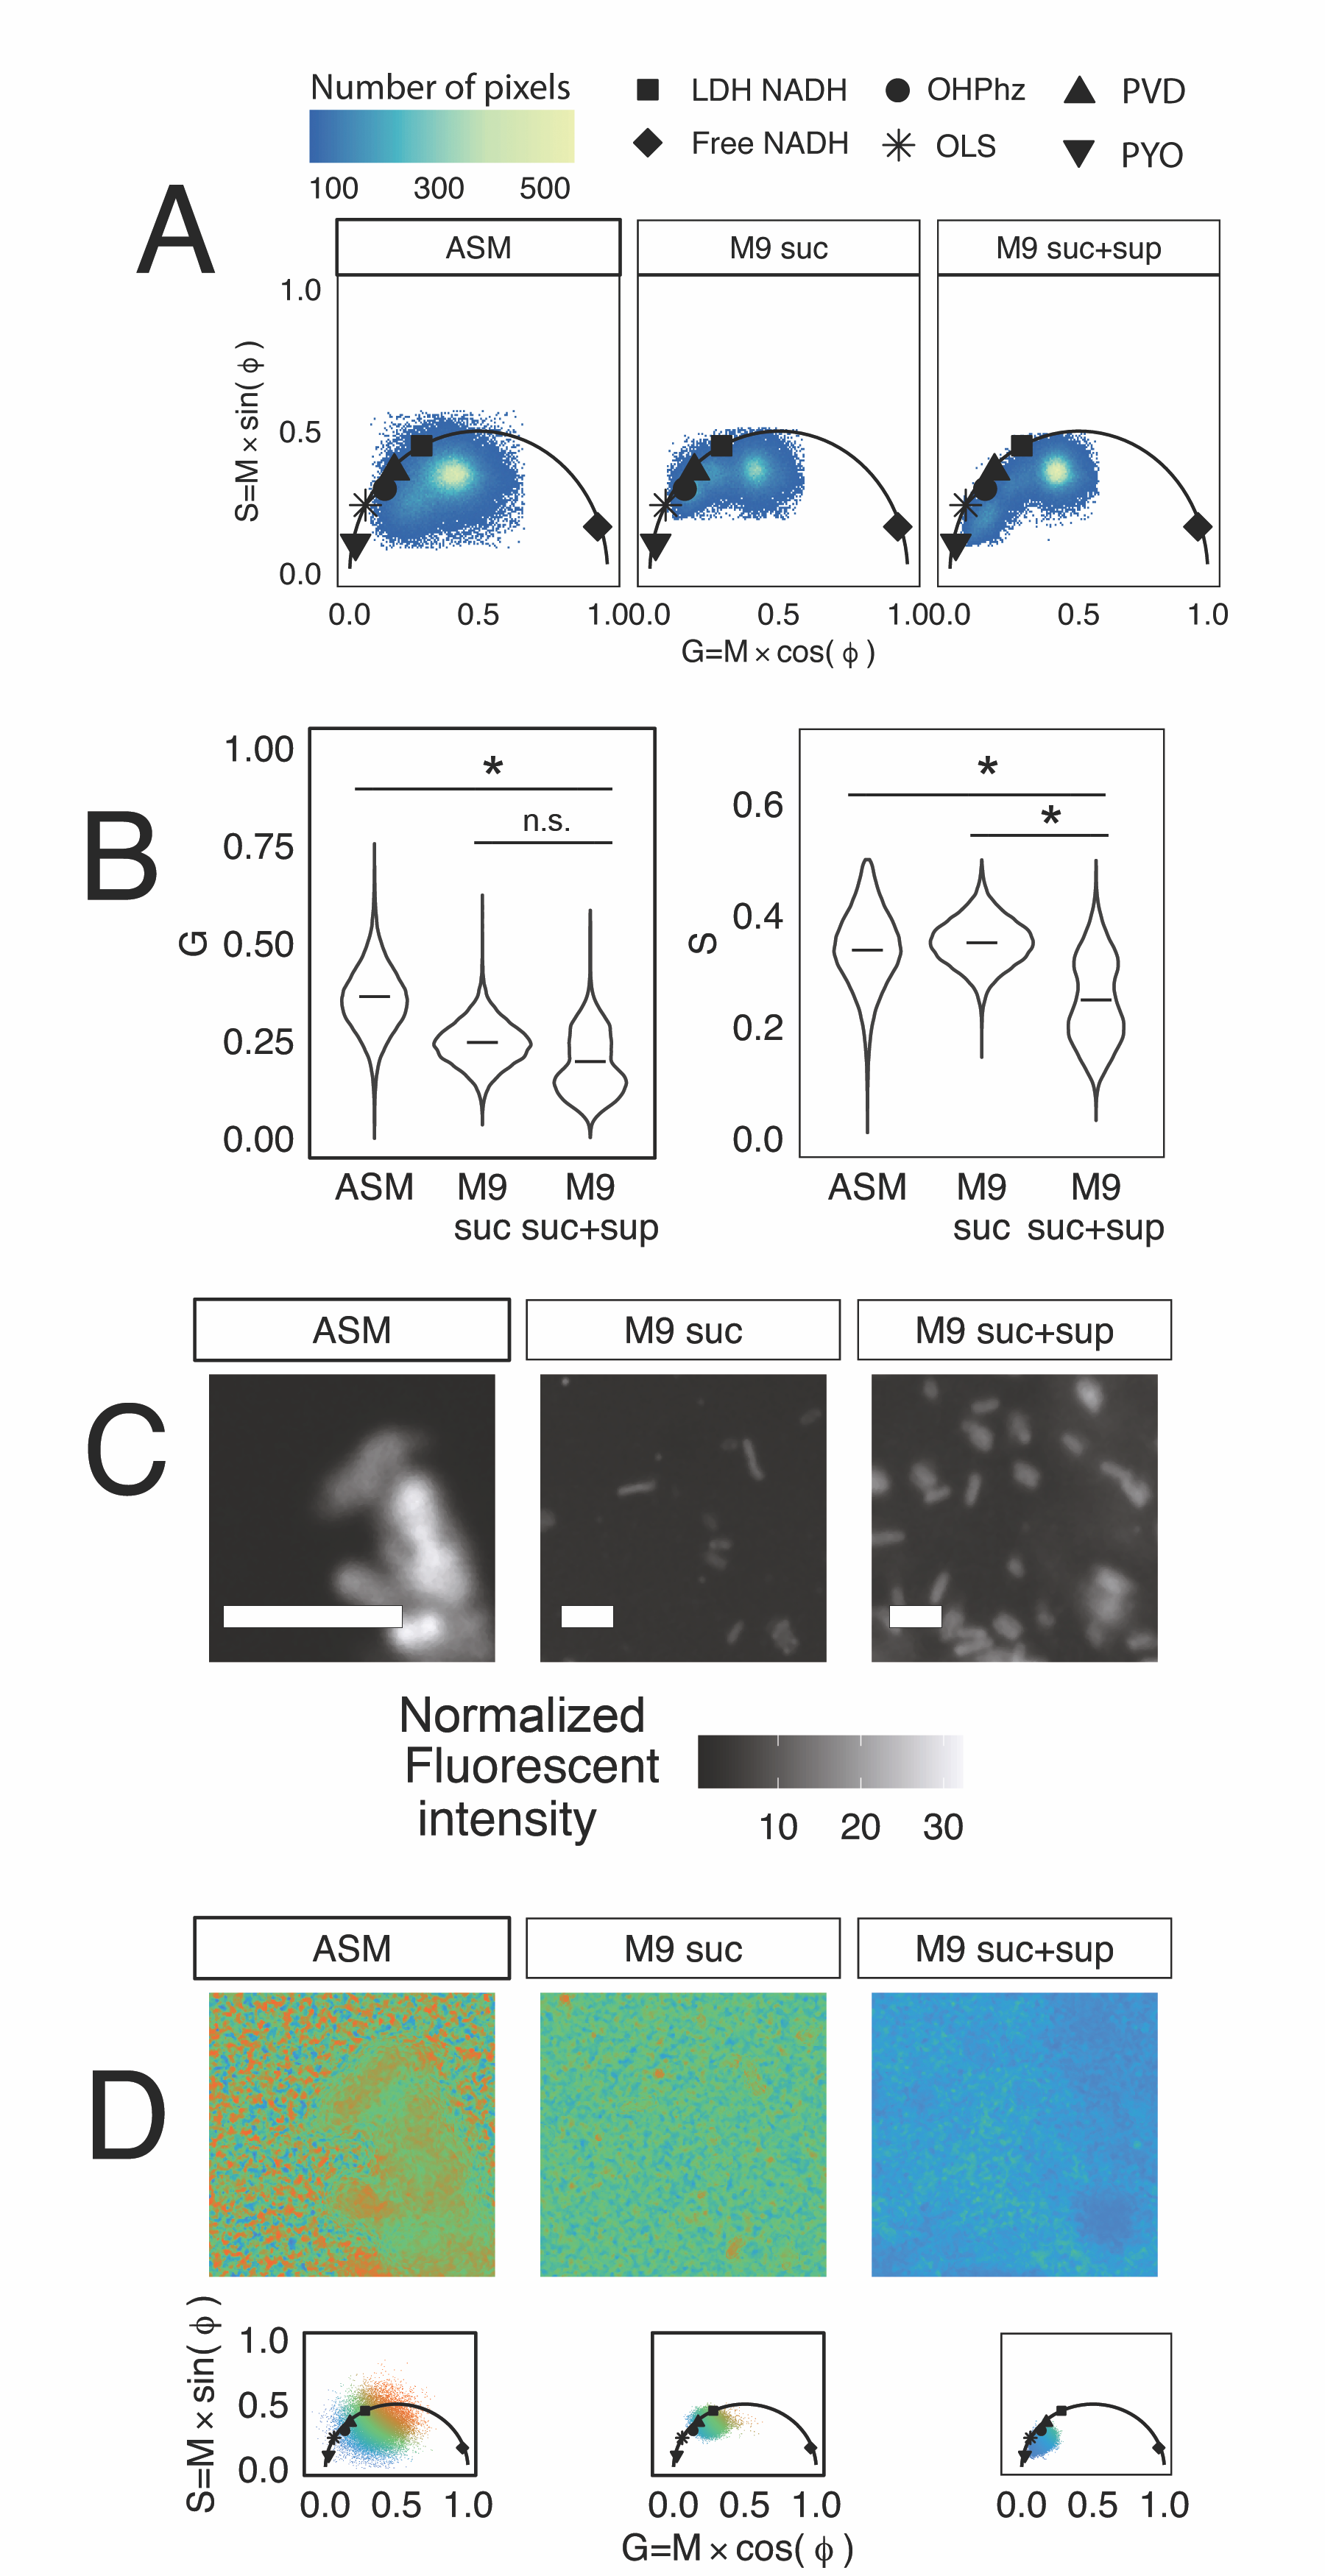 Number of pixels
100 300 500
LDH NADH OHPhz PVD
Free NADH OLS PYO
A
ASM M9 suc M9 suc+sup
S=M×sin(ϕ)
1.0
0.5
0.0
0.0 0.5 1.0 0.0 0.5 1.0 0.0 0.5 1.0
G=M×cos(ϕ)
B
G
1.00
0.75
0.50
0.25
0.00
*
n.s.
ASM M9 M9
suc suc+sup
S
0.6
0.4
0.2
0.0
*
*
ASM M9 M9
suc suc+sup
C
ASM M9 suc M9 suc+sup
Normalized
Fluorescent
intensity
10 20 30
D
ASM M9 suc M9 suc+sup
S=M×sin(ϕ)
1.0
0.5
0.0
0.0 0.5 1.0 0.0 0.5 1.0 0.0 0.5 1.0
G=M×cos(ϕ)